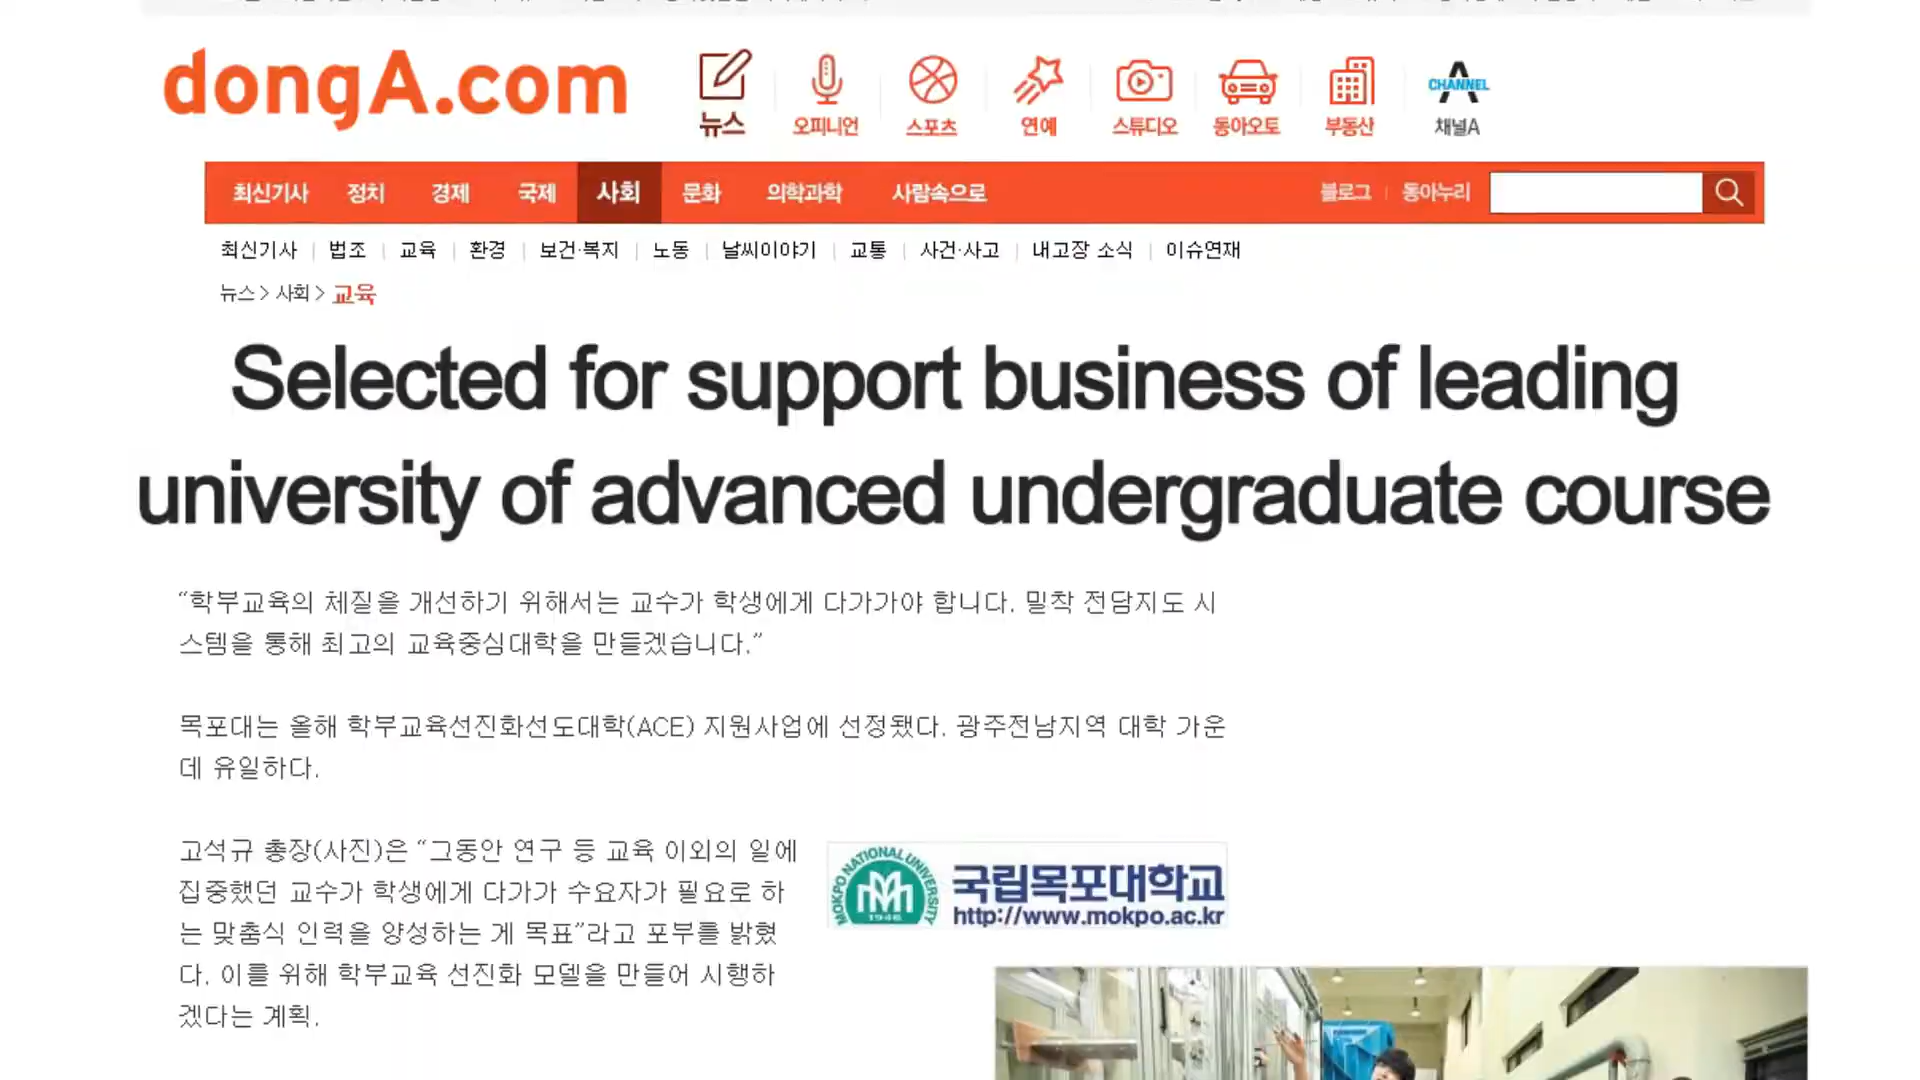 dongA.com
뉴스 오피니언 스포츠 연예 스튜디오 동아오토 부동산 CHANNEL A 채널A
최신기사 정치 경제 국제 사회 문화 의학과학 사람속으로 블로그 | 동아누리
최신기사 | 법조 | 교육 | 환경 | 보건·복지 | 노동 | 날씨이야기 | 교통 | 사건·사고 | 내고장 소식 | 이슈연재
뉴스 > 사회 > 교육
Selected for support business of leading
university of advanced undergraduate course
“학부교육의 체질을 개선하기 위해서는 교수가 학생에게 다가가야 합니다. 밀착 전담지도 시
스템을 통해 최고의 교육중심대학을 만들겠습니다.”
목포대는 올해 학부교육선진화선도대학(ACE) 지원사업에 선정됐다. 광주전남지역 대학 가운
데 유일하다.
고석규 총장(사진)은 “그동안 연구 등 교육 이외의 일에
집중했던 교수가 학생에게 다가가 수요자가 필요로 하
는 맞춤식 인력을 양성하는 게 목표”라고 포부를 밝혔
다. 이를 위해 학부교육 선진화 모델을 만들어 시행하
겠다는 계획.
MOKPO NATIONAL UNIVERSITY
1946
국립목포대학교
http://www.mokpo.ac.kr